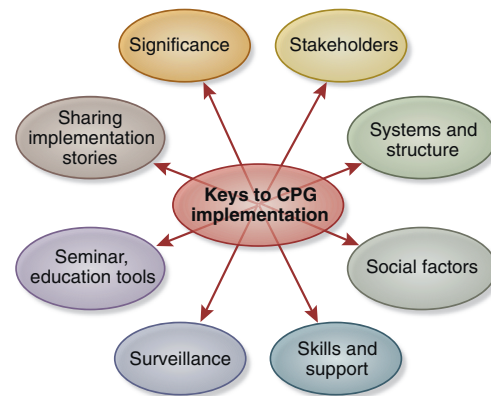 Significance
Stakeholders
Sharing
implementation
stories
Systems and
structure
Keys to CPG
implementation
Seminar,
education tools
Social factors
Surveillance
Skills and
support